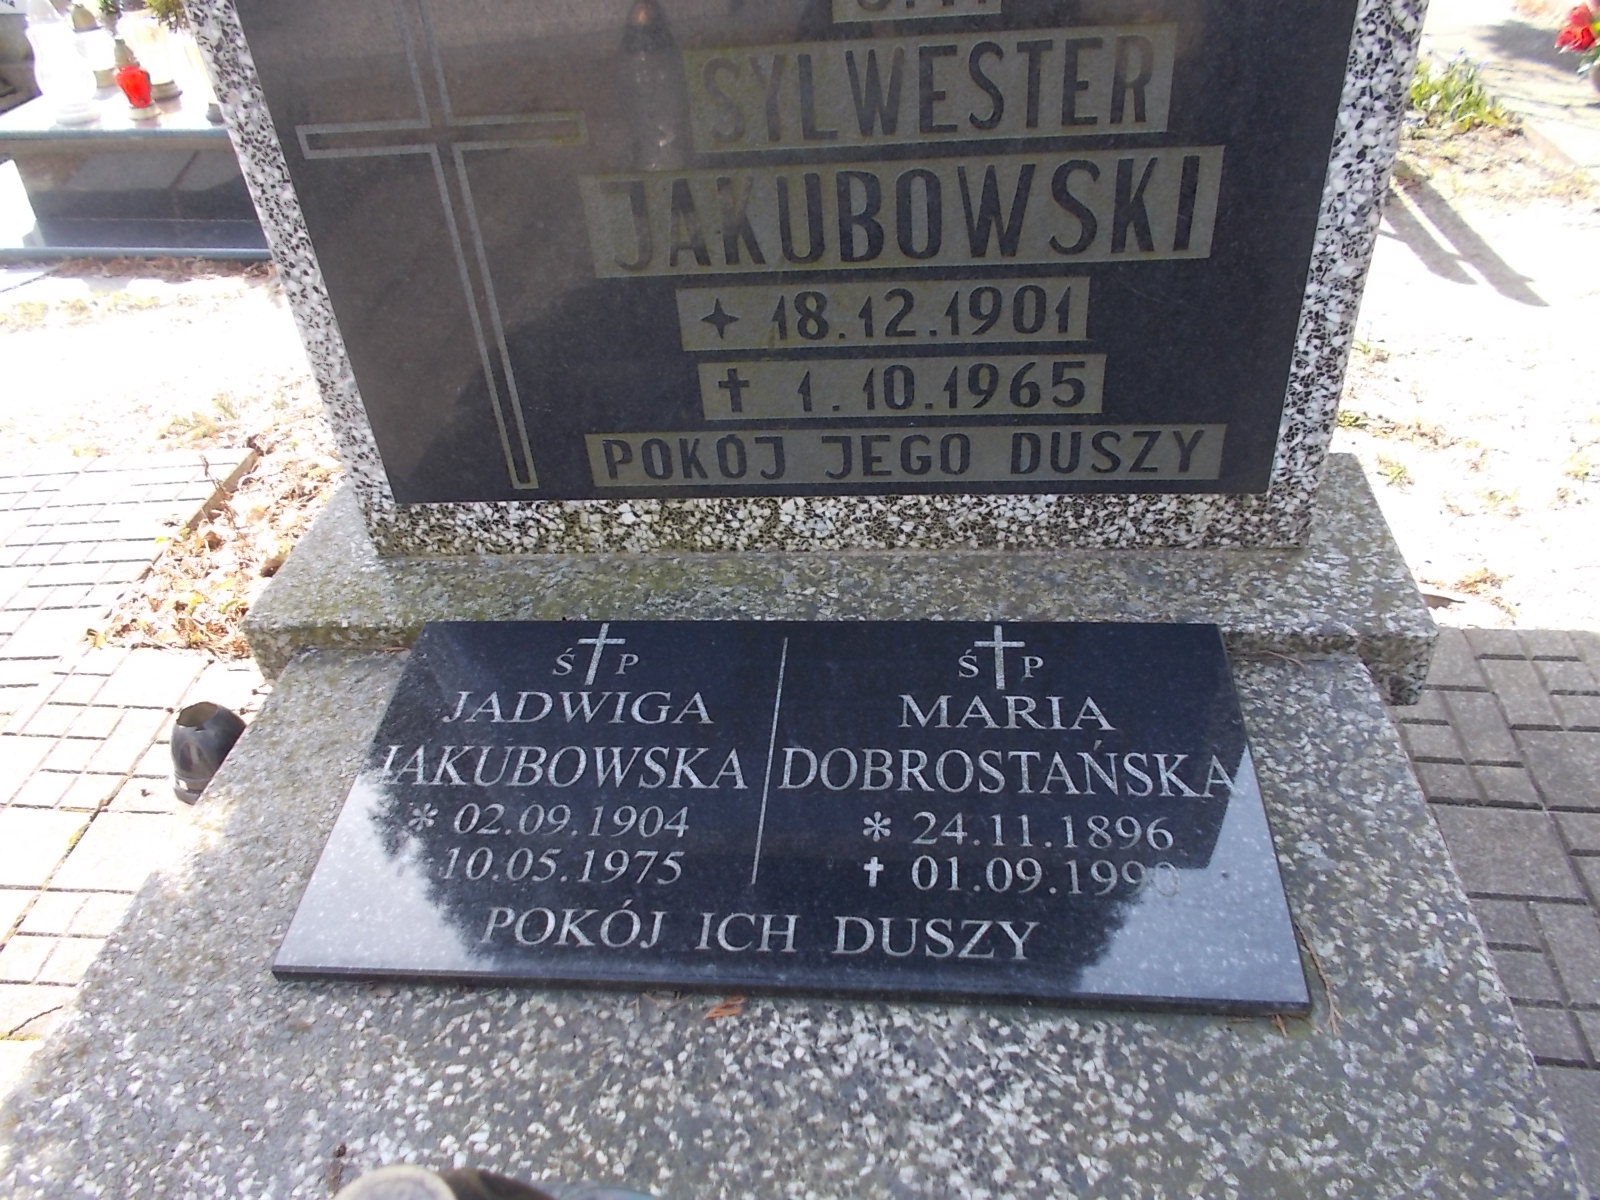 SYLWESTER
JAKUBOWSKI
✦ 18.12.1901
✝ 1.10.1965
POKÓJ JEGO DUSZY
Ś P
JADWIGA
JAKUBOWSKA
* 02.09.1904
✝ 10.05.1975
Ś P
MARIA
DOBROSTAŃSKA
* 24.11.1896
✝ 01.09.1990
POKÓJ ICH DUSZY